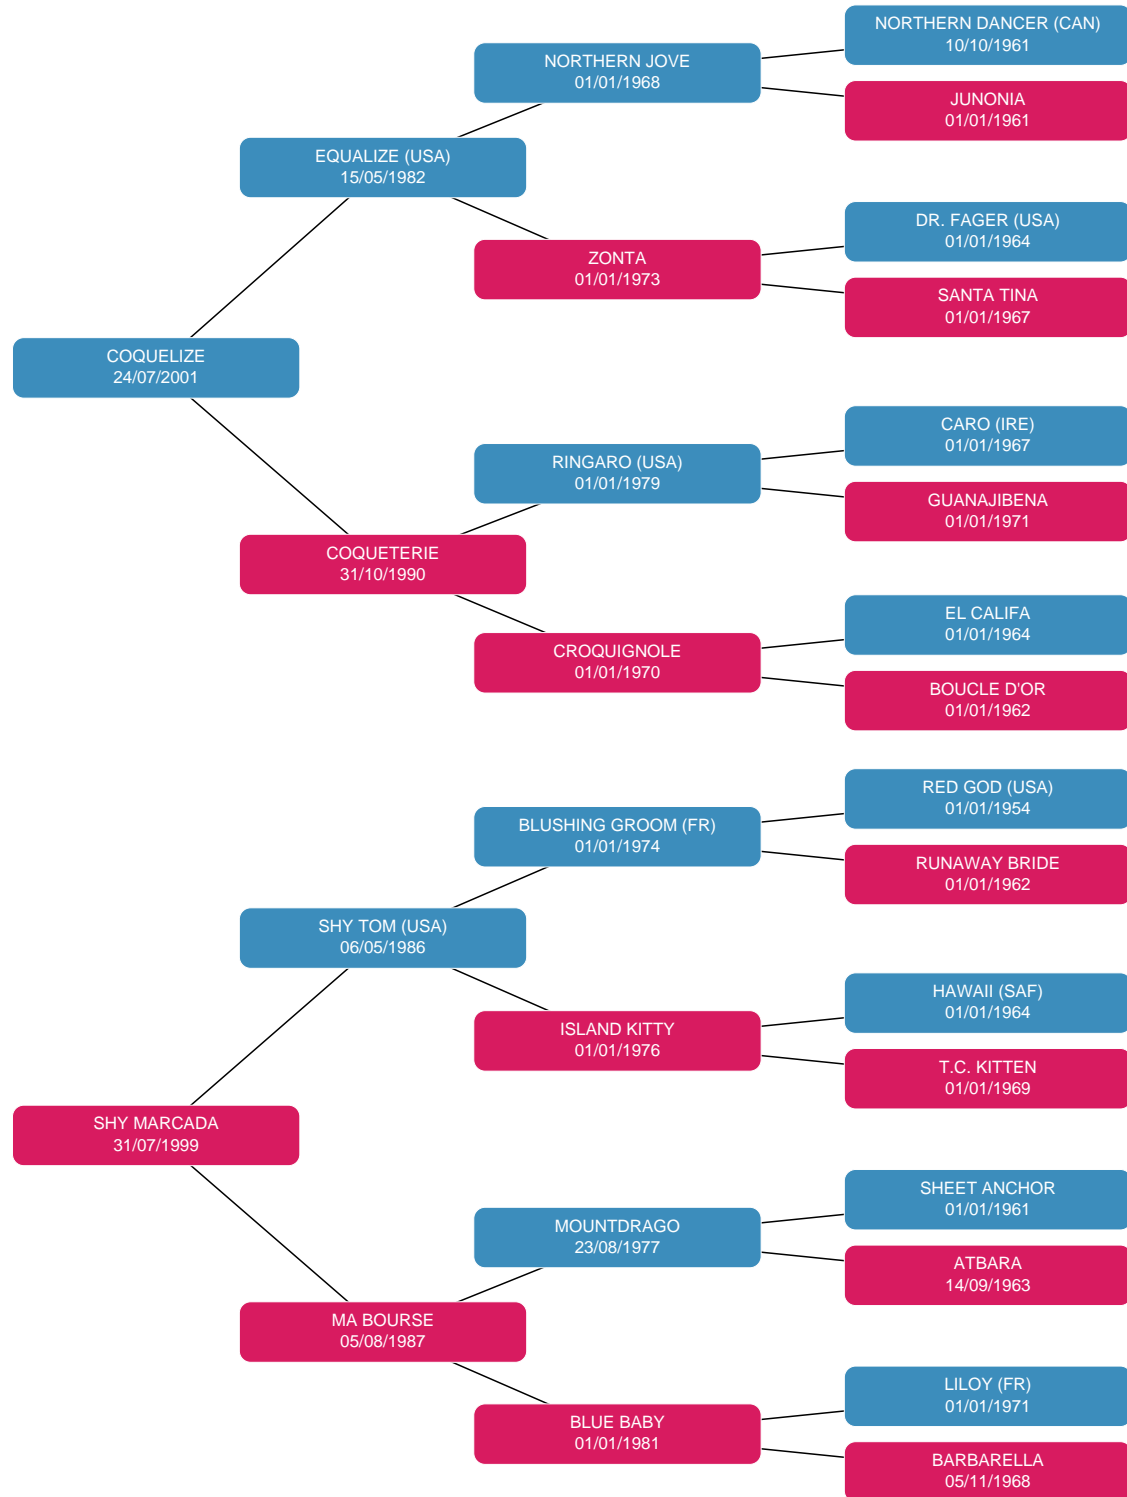 NORTHERN DANCER (CAN)
10/10/1961
NORTHERN JOVE
01/01/1968
JUNONIA
01/01/1961
EQUALIZE (USA)
15/05/1982
DR. FAGER (USA)
01/01/1964
ZONTA
01/01/1973
SANTA TINA
01/01/1967
COQUELIZE
24/07/2001
CARO (IRE)
01/01/1967
RINGARO (USA)
01/01/1979
GUANAJIBENA
01/01/1971
COQUETERIE
31/10/1990
EL CALIFA
01/01/1964
CROQUIGNOLE
01/01/1970
BOUCLE D'OR
01/01/1962
RED GOD (USA)
01/01/1954
BLUSHING GROOM (FR)
01/01/1974
RUNAWAY BRIDE
01/01/1962
SHY TOM (USA)
06/05/1986
HAWAII (SAF)
01/01/1964
ISLAND KITTY
01/01/1976
T.C. KITTEN
01/01/1969
SHY MARCADA
31/07/1999
SHEET ANCHOR
01/01/1961
MOUNTDRAGO
23/08/1977
ATBARA
14/09/1963
MA BOURSE
05/08/1987
LILOY (FR)
01/01/1971
BLUE BABY
01/01/1981
BARBARELLA
05/11/1968